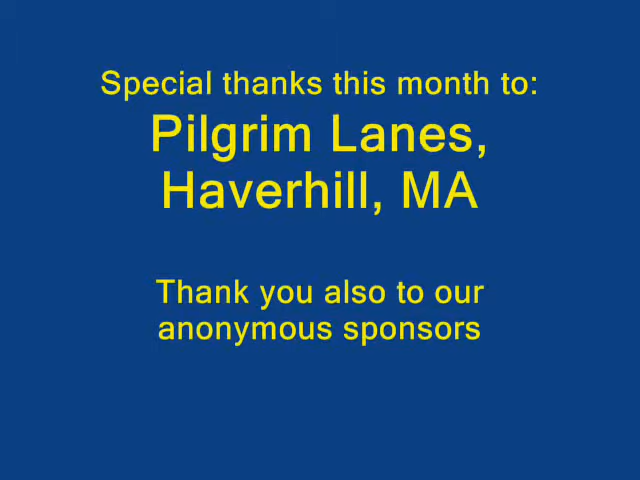 Special thanks this month to:
Pilgrim Lanes,
Haverhill, MA
Thank you also to our
anonymous sponsors